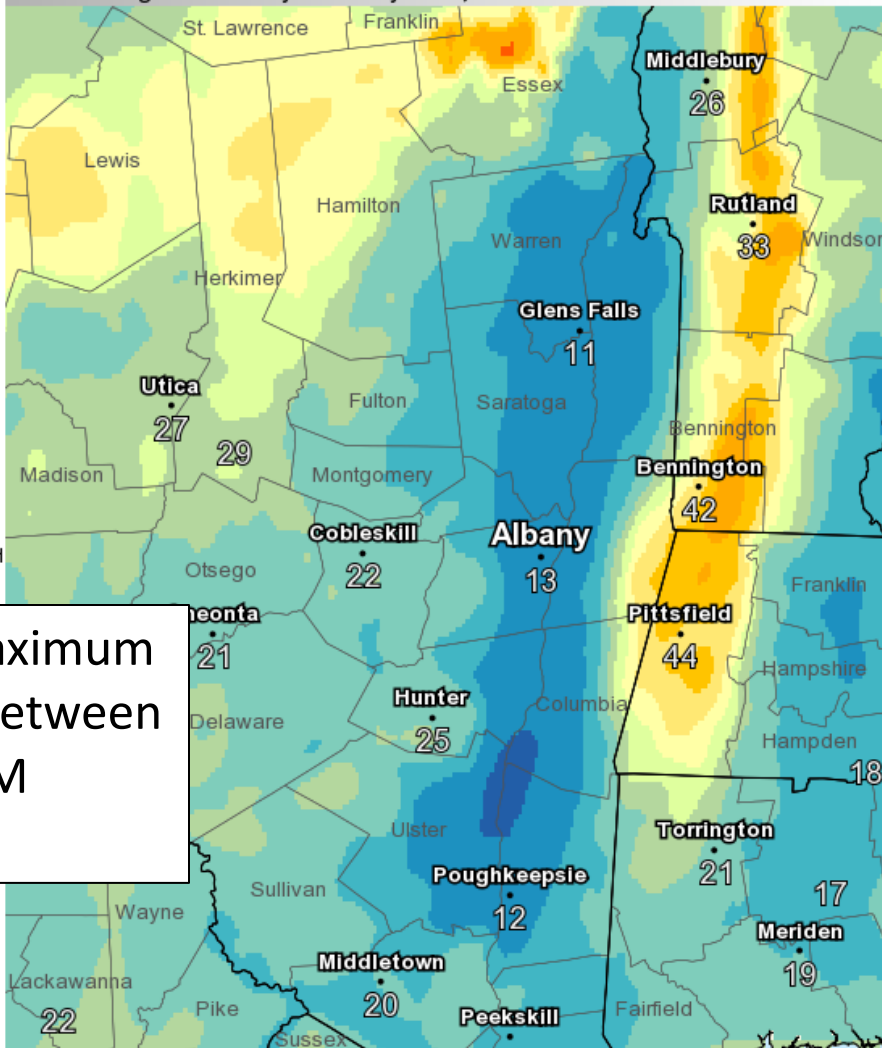 St. Lawrence
Franklin
Middlebury
26
Essex
Lewis
Hamilton
Rutland
33
Windsor
Warren
Herkimer
Glens Falls
11
Utica
27
Fulton
Saratoga
29
Bennington
Madison
Montgomery
Bennington
42
Cobleskill
22
Albany
13
Otsego
Franklin
neonta
21
Pittsfield
44
aximum
etween
M
Hampshire
Hunter
25
Columbia
Delaware
Hampden
18
Ulster
Torrington
21
Sullivan
Poughkeepsie
12
17
Wayne
Meriden
19
Middletown
20
Lackawanna
22
Pike
Peekskill
Fairfield
Sussex